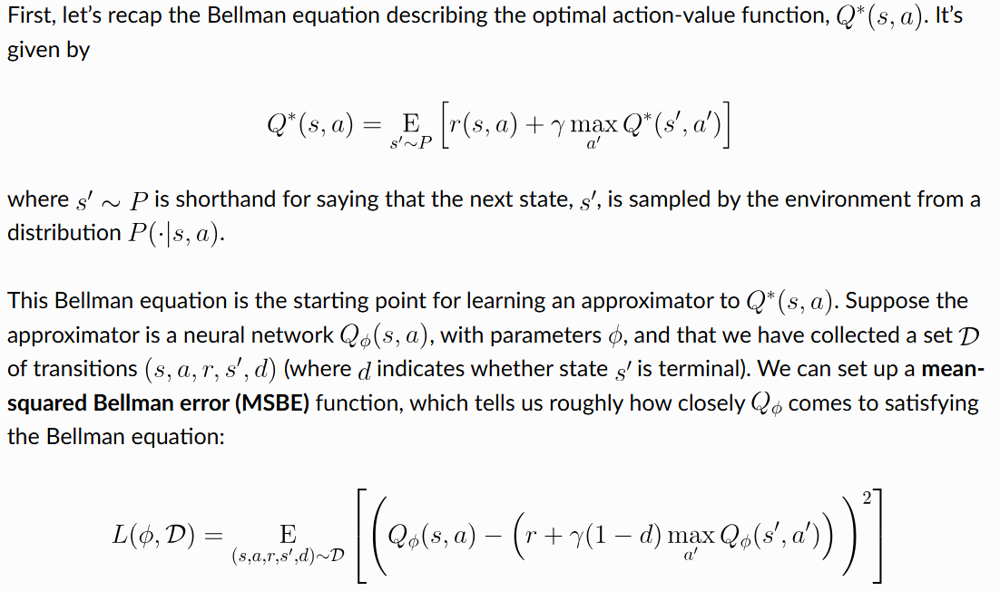 First, let's recap the Bellman equation describing the optimal action-value function, $Q^*(s, a)$. It's
given by
$$Q^*(s, a) = \underset{s' \sim P}{\mathrm{E}} \left[ r(s, a) + \gamma \max_{a'} Q^*(s', a') \right]$$
where $s' \sim P$ is shorthand for saying that the next state, $s'$, is sampled by the environment from a
distribution $P(\cdot|s, a)$.
This Bellman equation is the starting point for learning an approximator to $Q^*(s, a)$. Suppose the
approximator is a neural network $Q_\phi(s, a)$, with parameters $\phi$, and that we have collected a set $\mathcal{D}$
of transitions $(s, a, r, s', d)$ (where $d$ indicates whether state $s'$ is terminal). We can set up a mean-
squared Bellman error (MSBE) function, which tells us roughly how closely $Q_\phi$ comes to satisfying
the Bellman equation:
$$L(\phi, \mathcal{D}) = \underset{(s,a,r,s',d) \sim \mathcal{D}}{\mathrm{E}} \left[ \left( Q_\phi(s, a) - \left( r + \gamma (1 - d) \max_{a'} Q_\phi(s', a') \right) \right)^2 \right]$$